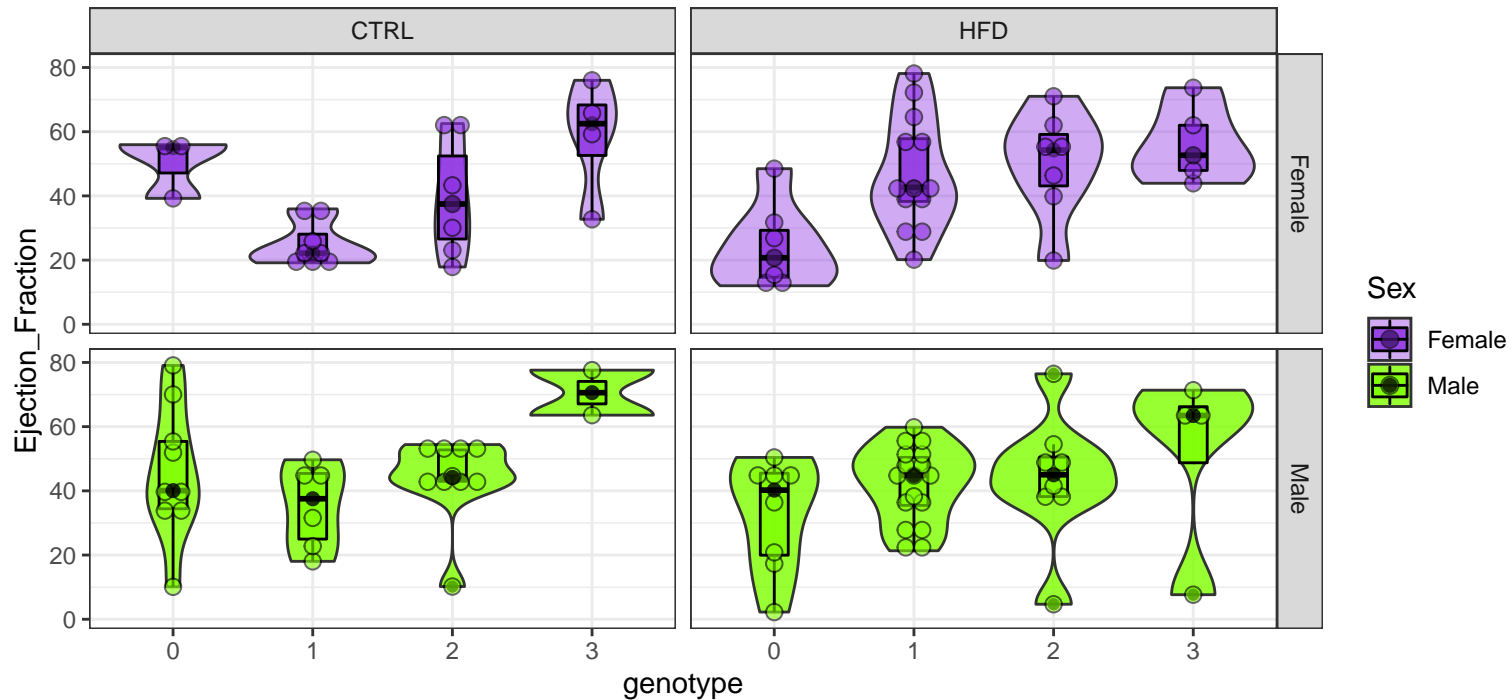 CTRL
HFD
80
60
40
20
0
Female
80
60
40
20
0
Male
Ejection_Fraction
0 1 2 3
0 1 2 3
genotype
Sex
Female
Male